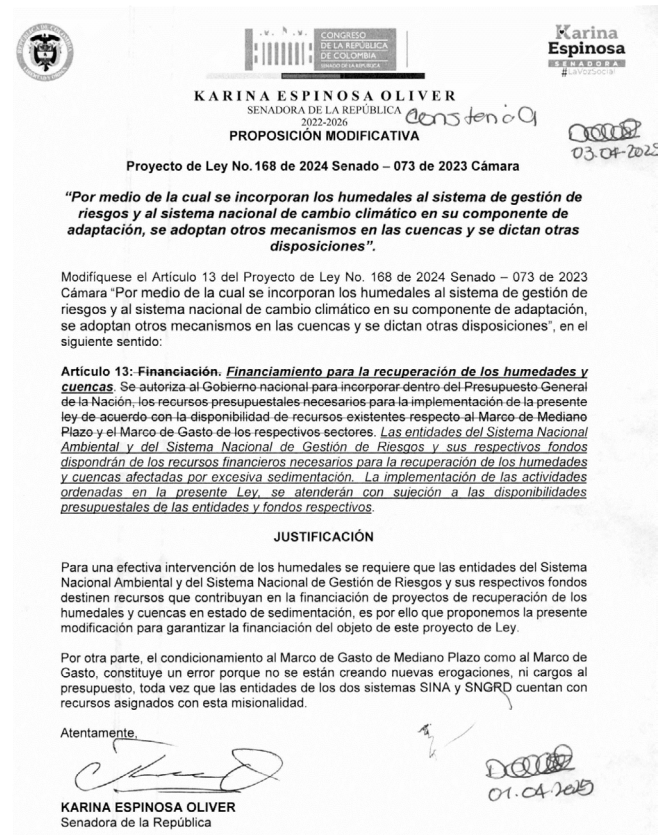 CONGRESO
DE LA REPÚBLICA
DE COLOMBIA
SENADO DE LA REPÚBLICA
Karina
Espinosa
SENADORA
#LaVozSocial
KARINA ESPINOSA OLIVER
SENADORA DE LA REPÚBLICA
2022-2026
Constencia
PROPOSICIÓN MODIFICATIVA
03.04-2025
Proyecto de Ley No. 168 de 2024 Senado – 073 de 2023 Cámara
“Por medio de la cual se incorporan los humedales al sistema de gestión de
riesgos y al sistema nacional de cambio climático en su componente de
adaptación, se adoptan otros mecanismos en las cuencas y se dictan otras
disposiciones”.
Modifíquese el Artículo 13 del Proyecto de Ley No. 168 de 2024 Senado – 073 de 2023
Cámara “Por medio de la cual se incorporan los humedales al sistema de gestión de
riesgos y al sistema nacional de cambio climático en su componente de adaptación,
se adoptan otros mecanismos en las cuencas y se dictan otras disposiciones”, en el
siguiente sentido:
Artículo 13: Financiación. Financiamiento para la recuperación de los humedades y
cuencas. Se autoriza al Gobierno nacional para incorporar dentro del Presupuesto General
de la Nación, los recursos presupuestales necesarios para la implementación de la presente
ley de acuerdo con la disponibilidad de recursos existentes respecto al Marco de Mediano
Plazo y el Marco de Gasto de los respectivos sectores. Las entidades del Sistema Nacional
Ambiental y del Sistema Nacional de Gestión de Riesgos y sus respectivos fondos
dispondrán de los recursos financieros necesarios para la recuperación de los humedades
y cuencas afectadas por excesiva sedimentación. La implementación de las actividades
ordenadas en la presente Ley, se atenderán con sujeción a las disponibilidades
presupuestales de las entidades y fondos respectivos.
JUSTIFICACIÓN
Para una efectiva intervención de los humedales se requiere que las entidades del Sistema
Nacional Ambiental y del Sistema Nacional de Gestión de Riesgos y sus respectivos fondos
destinen recursos que contribuyan en la financiación de proyectos de recuperación de los
humedales y cuencas en estado de sedimentación, es por ello que proponemos la presente
modificación para garantizar la financiación del objeto de este proyecto de Ley.
Por otra parte, el condicionamiento al Marco de Gasto de Mediano Plazo como al Marco de
Gasto, constituye un error porque no se están creando nuevas erogaciones, ni cargos al
presupuesto, toda vez que las entidades de los dos sistemas SINA y SNGRD cuentan con
recursos asignados con esta misionalidad.
Atentamente,
01.04.2025
KARINA ESPINOSA OLIVER
Senadora de la República